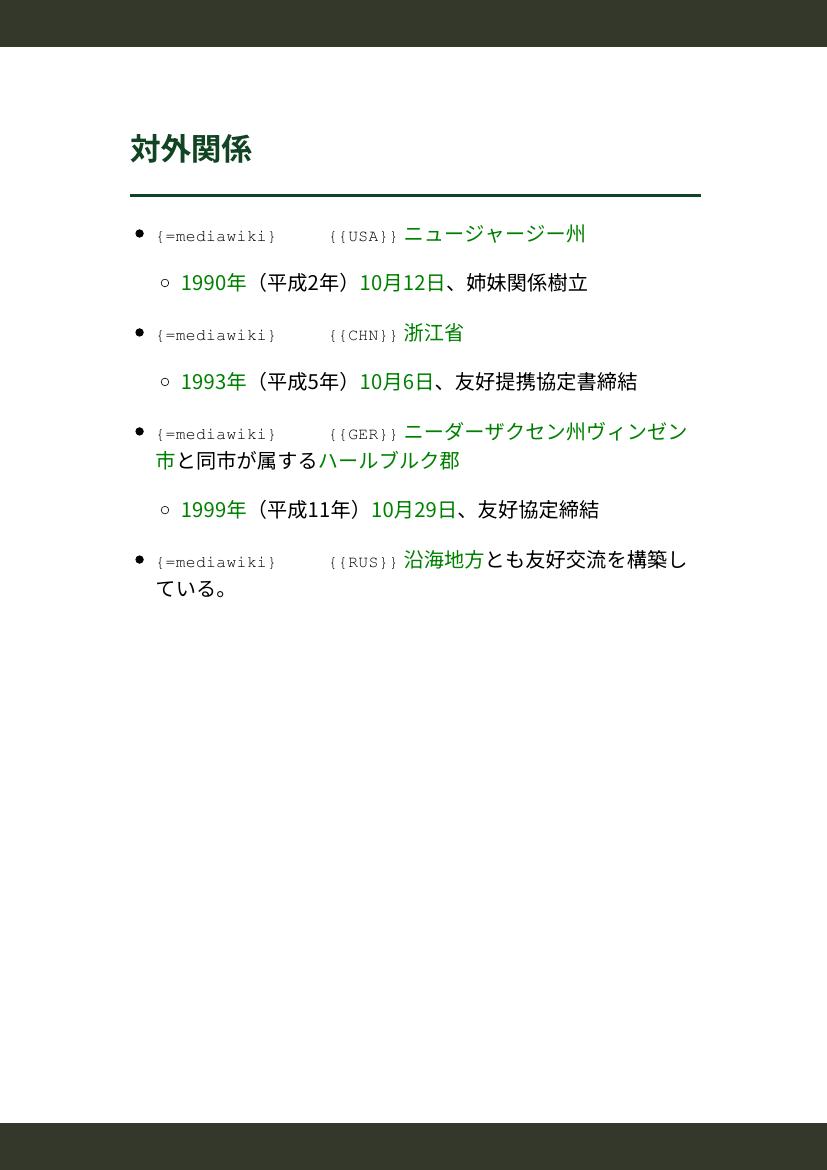 対外関係
• {=mediawiki} {{USA}} ニュージャージー州
○ 1990年（平成2年）10月12日、姉妹関係樹立
• {=mediawiki} {{CHN}} 浙江省
○ 1993年（平成5年）10月6日、友好提携協定書締結
• {=mediawiki} {{GER}} ニーダーザクセン州ヴィンゼン
市と同市が属するハールブルク郡
○ 1999年（平成11年）10月29日、友好協定締結
• {=mediawiki} {{RUS}} 沿海地方とも友好交流を構築し
ている。